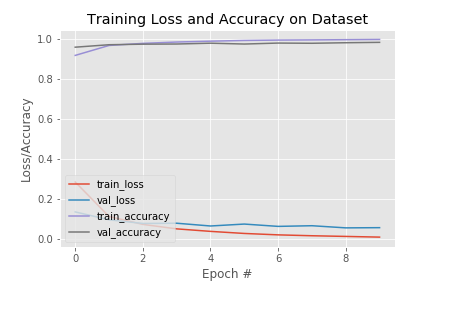 Training Loss and Accuracy on Dataset
1.0
0.8
0.6
0.4
0.2
0.0
Loss/Accuracy
train_loss
val_loss
train_accuracy
val_accuracy
0
2
4
6
8
Epoch #